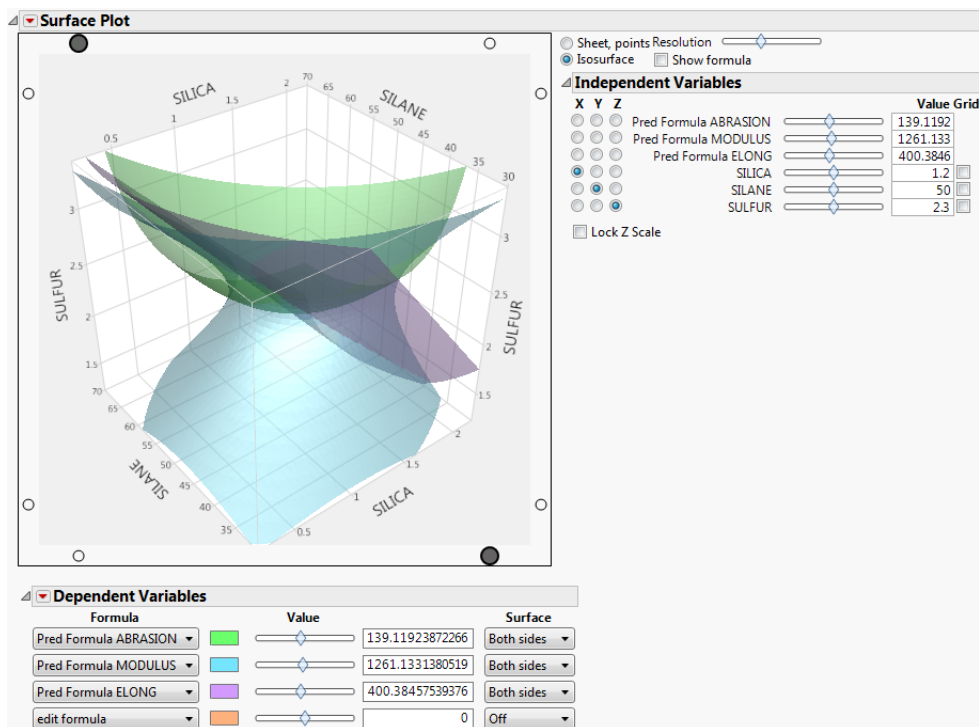 Surface Plot
Sheet, points Resolution
Isosurface Show formula
Independent Variables
X Y Z Value Grid
Pred Formula ABRASION 139.1192
Pred Formula MODULUS 1261.133
Pred Formula ELONG 400.3846
SILICA 1.2
SILANE 50
SULFUR 2.3
Lock Z Scale
SILICA
SILANE
0.5 1 1.5 2
70 65 60 55 50 45 40 35 30
SULFUR
3
2.5
2
1.5
SULFUR
3
2.5
2
1.5
SILANE
70 65 60 55 50 45 40 35
SILICA
0.5 1 1.5 2
Dependent Variables
Formula Value Surface
Pred Formula ABRASION 139.11923872266 Both sides
Pred Formula MODULUS 1261.1331380519 Both sides
Pred Formula ELONG 400.38457539376 Both sides
edit formula 0 Off